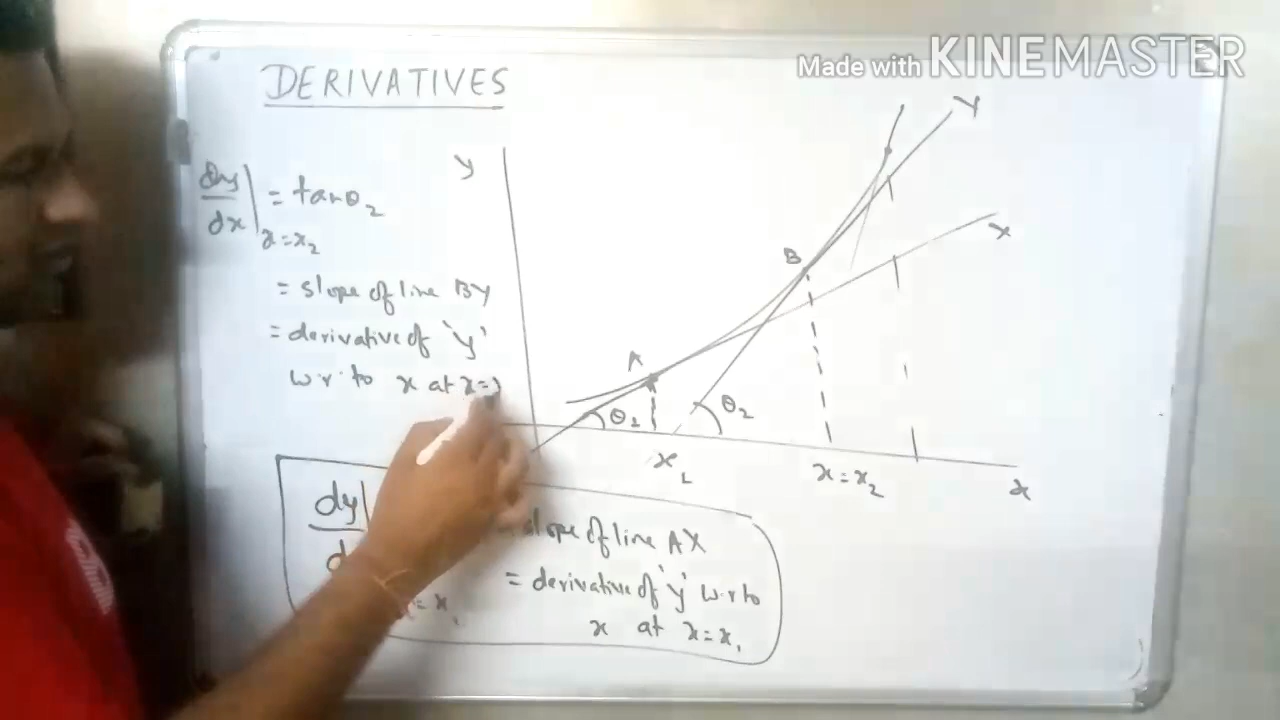 Made with KINEMASTER
DERIVATIVES
dy/dx | x=x₂ = tanθ₂
= slope of line BY
= derivative of 'y'
w.r.to x at x=
y
Y
X
B
A
θ₂
θ₂
x₁
x=x₂
x
dy
d
= x₁
slope of line AX
= derivative of 'y' w.r.to
x at x=x₁